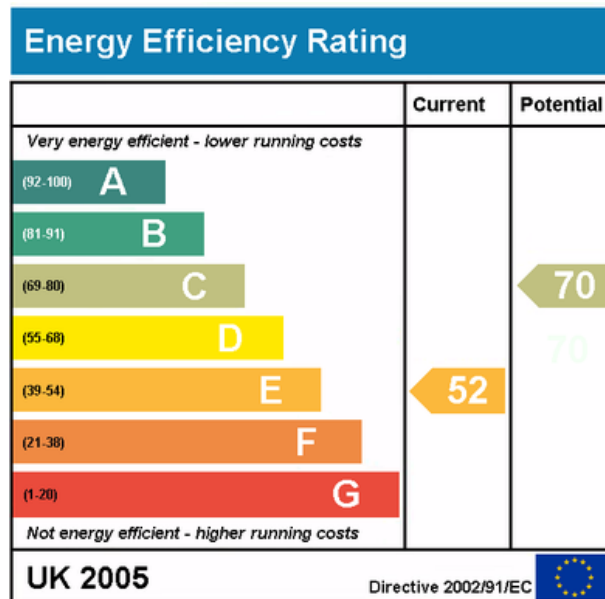 Energy Efficiency Rating
Current Potential
Very energy efficient - lower running costs
(92-100) A
(81-91) B
(69-80) C 70
(55-68) D 70
(39-54) E 52
(21-38) F
(1-20) G
Not energy efficient - higher running costs
UK 2005 Directive 2002/91/EC